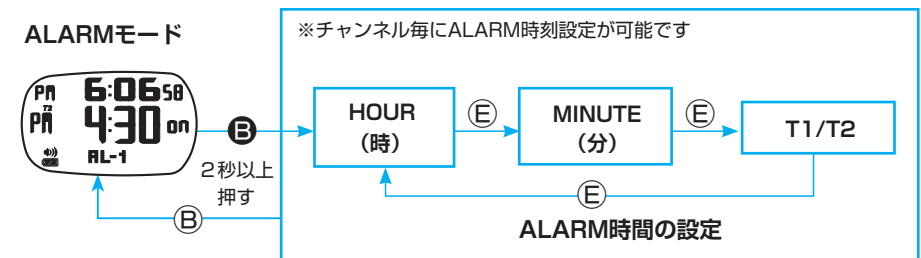 ALARMモード
※チャンネル毎にALARM時刻設定が可能です
PM 6:06 58
T2
PM 4:30 on
AL-1
B
2秒以上
押す
HOUR
(時)
E
MINUTE
(分)
E
T1/T2
E
B
ALARM時間の設定